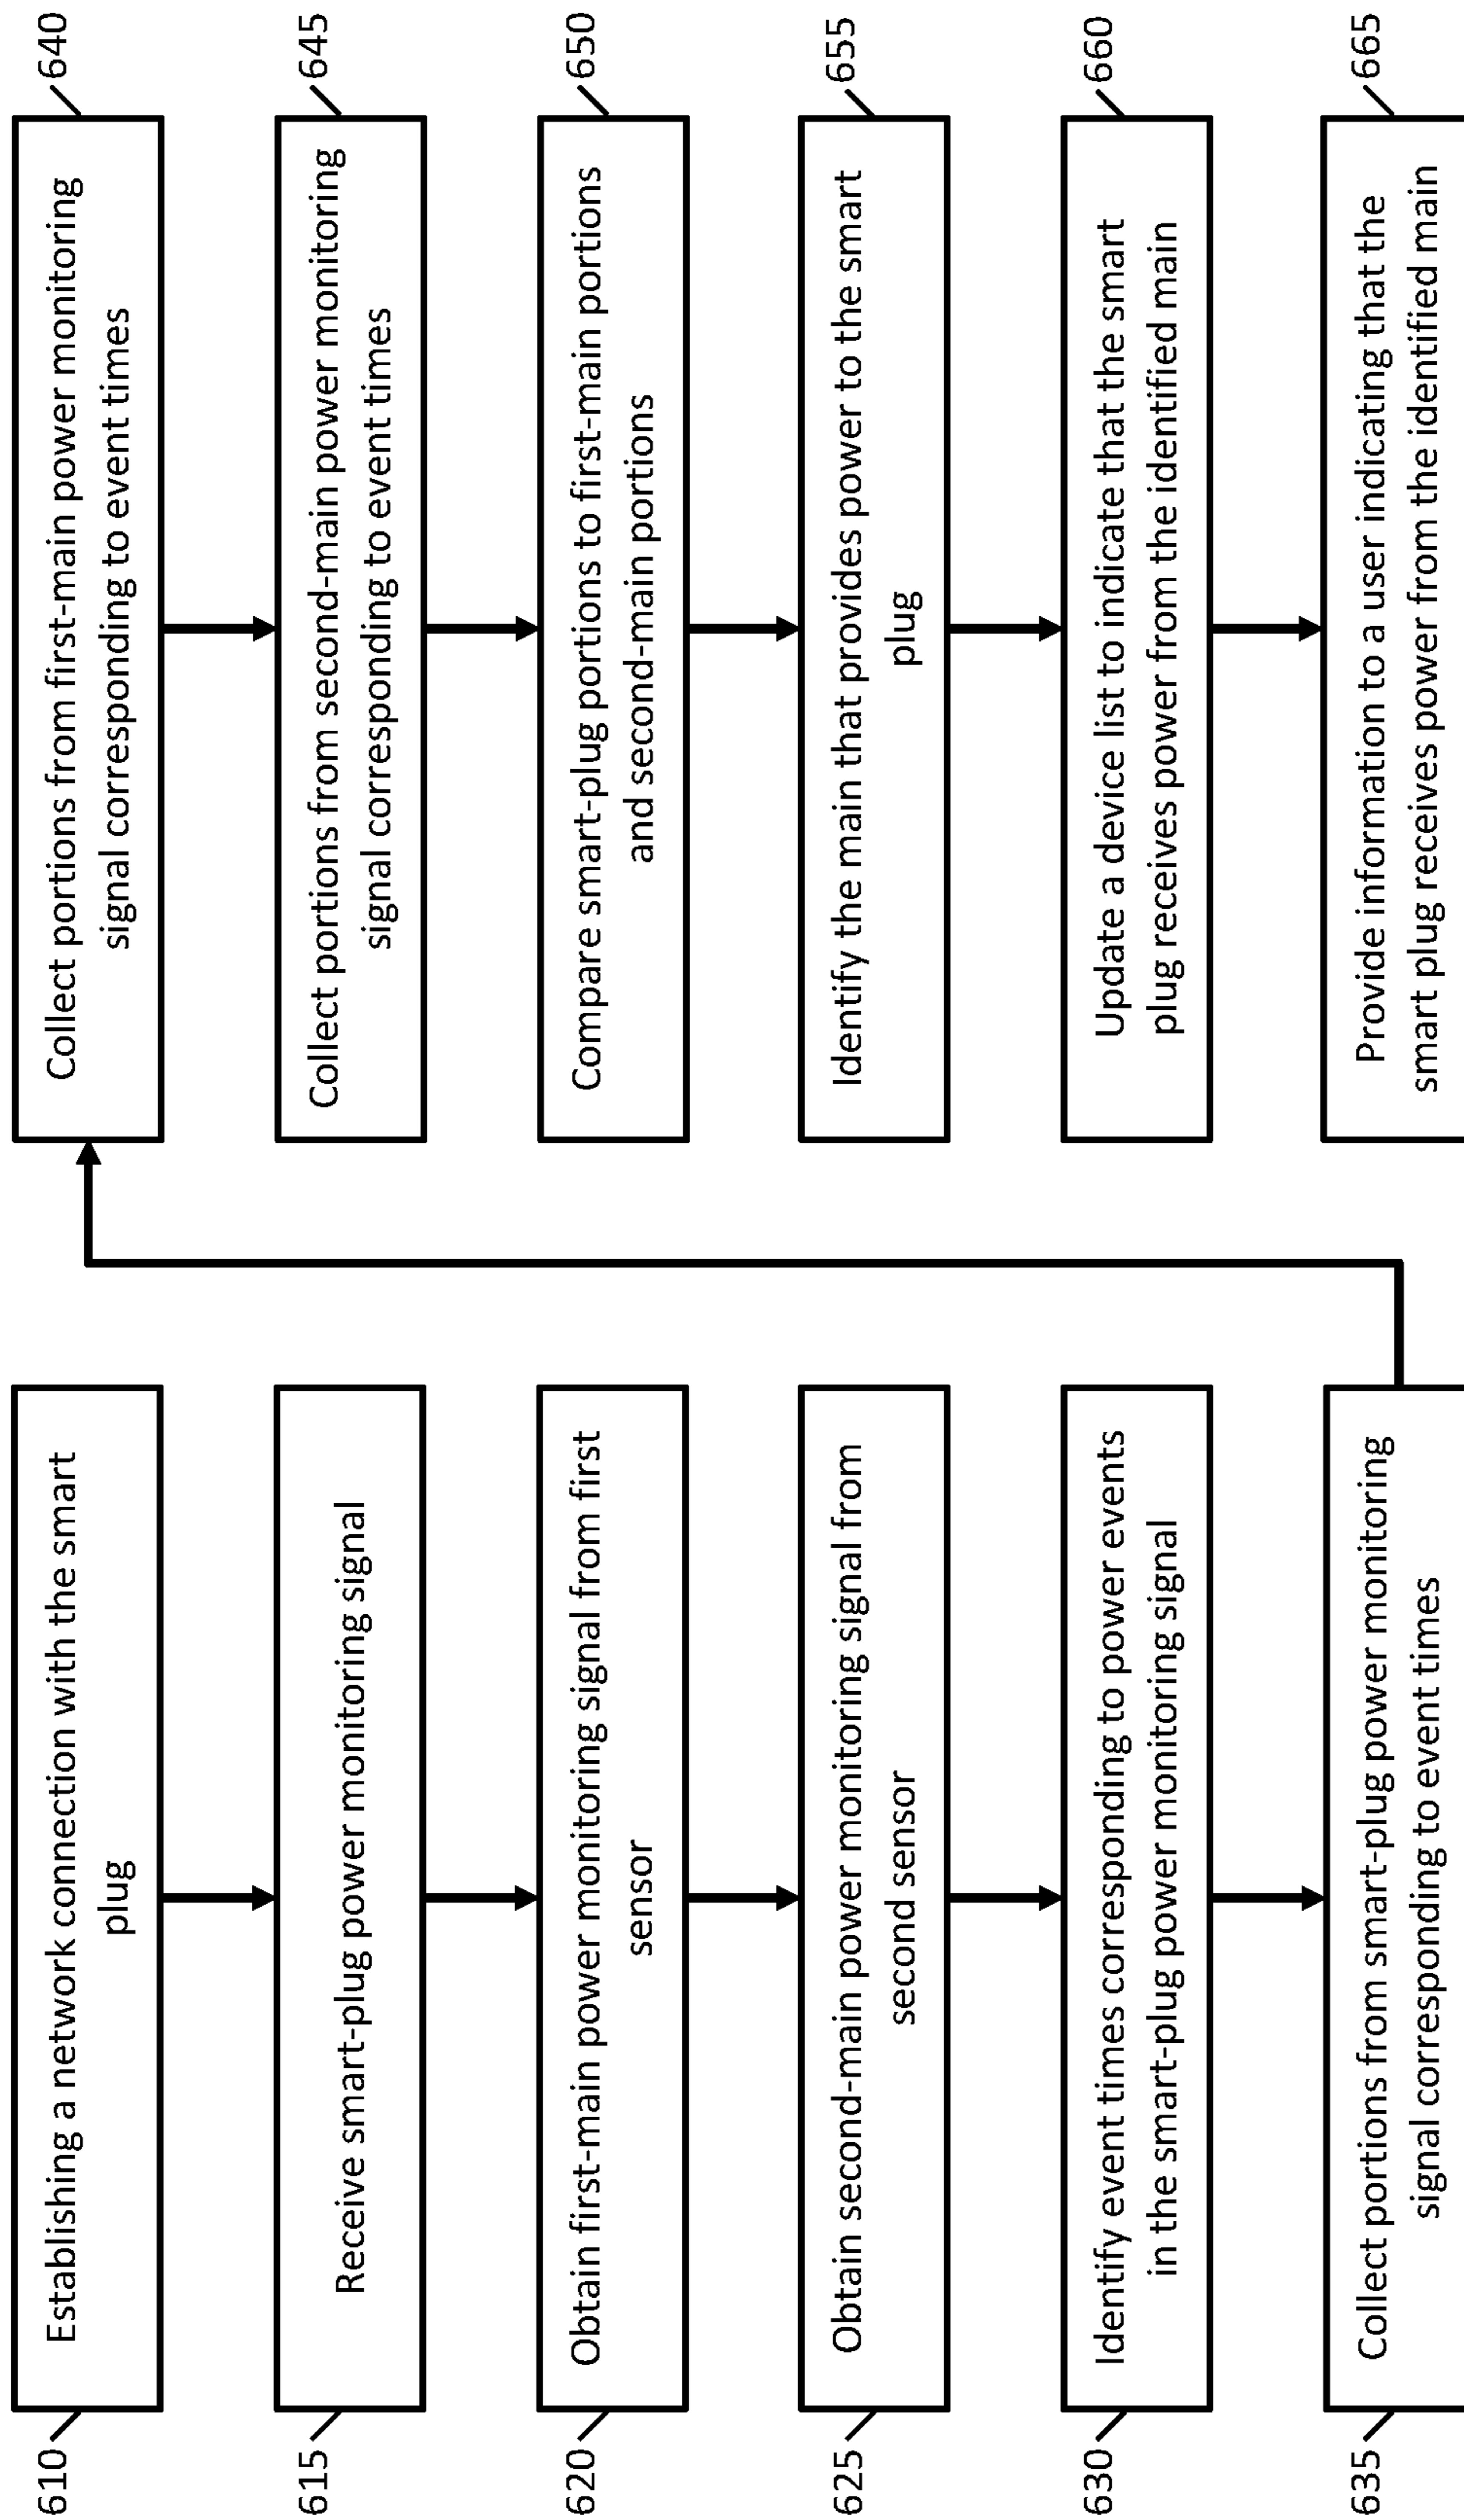 610
Establishing a network connection with the smart
plug
615
Receive smart-plug power monitoring signal
620
Obtain first-main power monitoring signal from first
sensor
625
Obtain second-main power monitoring signal from
second sensor
630
Identify event times corresponding to power events
in the smart-plug power monitoring signal
635
Collect portions from smart-plug power monitoring
signal corresponding to event times
640
Collect portions from first-main power monitoring
signal corresponding to event times
645
Collect portions from second-main power monitoring
signal corresponding to event times
650
Compare smart-plug portions to first-main portions
and second-main portions
655
Identify the main that provides power to the smart
plug
660
Update a device list to indicate that the smart
plug receives power from the identified main
665
Provide information to a user indicating that the
smart plug receives power from the identified main